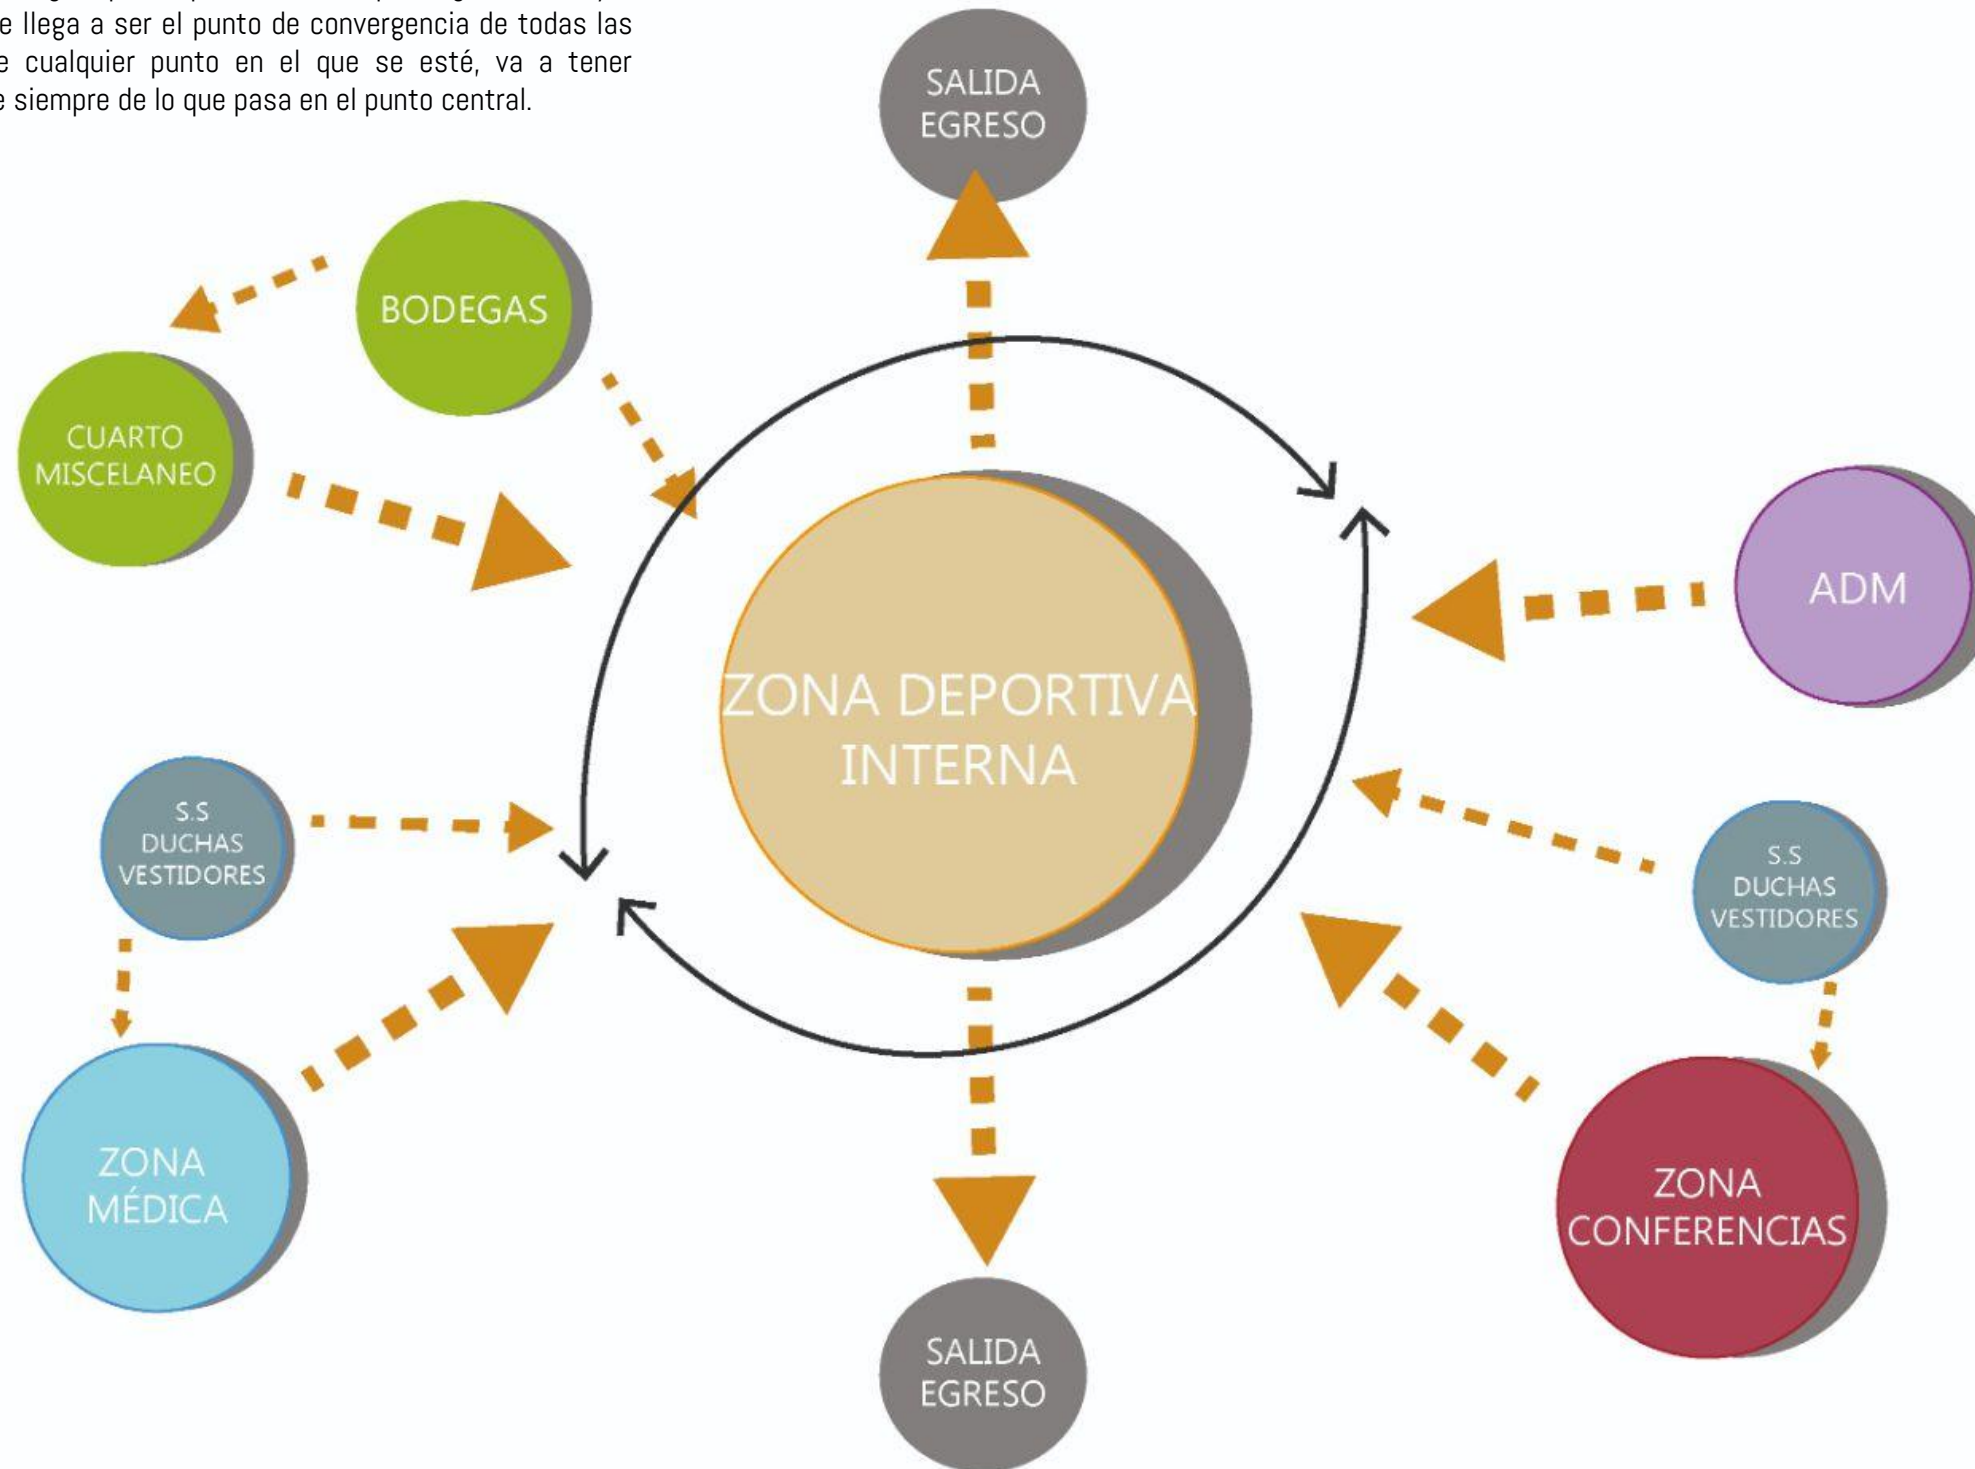 llega a ser el punto de convergencia de todas las
cualquier punto en el que se esté, va a tener
siempre de lo que pasa en el punto central.
SALIDA
EGRESO
BODEGAS
CUARTO
MISCELANEO
ADM
ZONA DEPORTIVA
INTERNA
S.S
DUCHAS
VESTIDORES
S.S
DUCHAS
VESTIDORES
ZONA
MÉDICA
ZONA
CONFERENCIAS
SALIDA
EGRESO